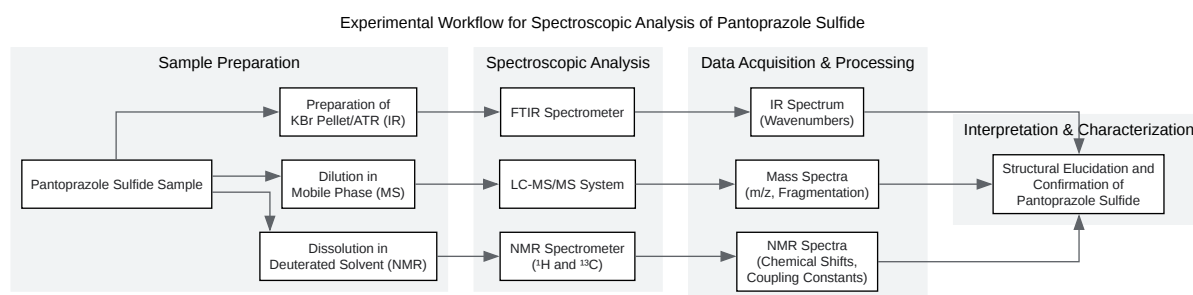 Experimental Workflow for Spectroscopic Analysis of Pantoprazole Sulfide
Sample Preparation
Spectroscopic Analysis
Data Acquisition & Processing
Interpretation & Characterization
Preparation of
KBr Pellet/ATR (IR)
FTIR Spectrometer
IR Spectrum
(Wavenumbers)
Pantoprazole Sulfide Sample
Dilution in
Mobile Phase (MS)
LC-MS/MS System
Mass Spectra
(m/z, Fragmentation)
Structural Elucidation and
Confirmation of
Pantoprazole Sulfide
Dissolution in
Deuterated Solvent (NMR)
NMR Spectrometer
(¹H and ¹³C)
NMR Spectra
(Chemical Shifts,
Coupling Constants)